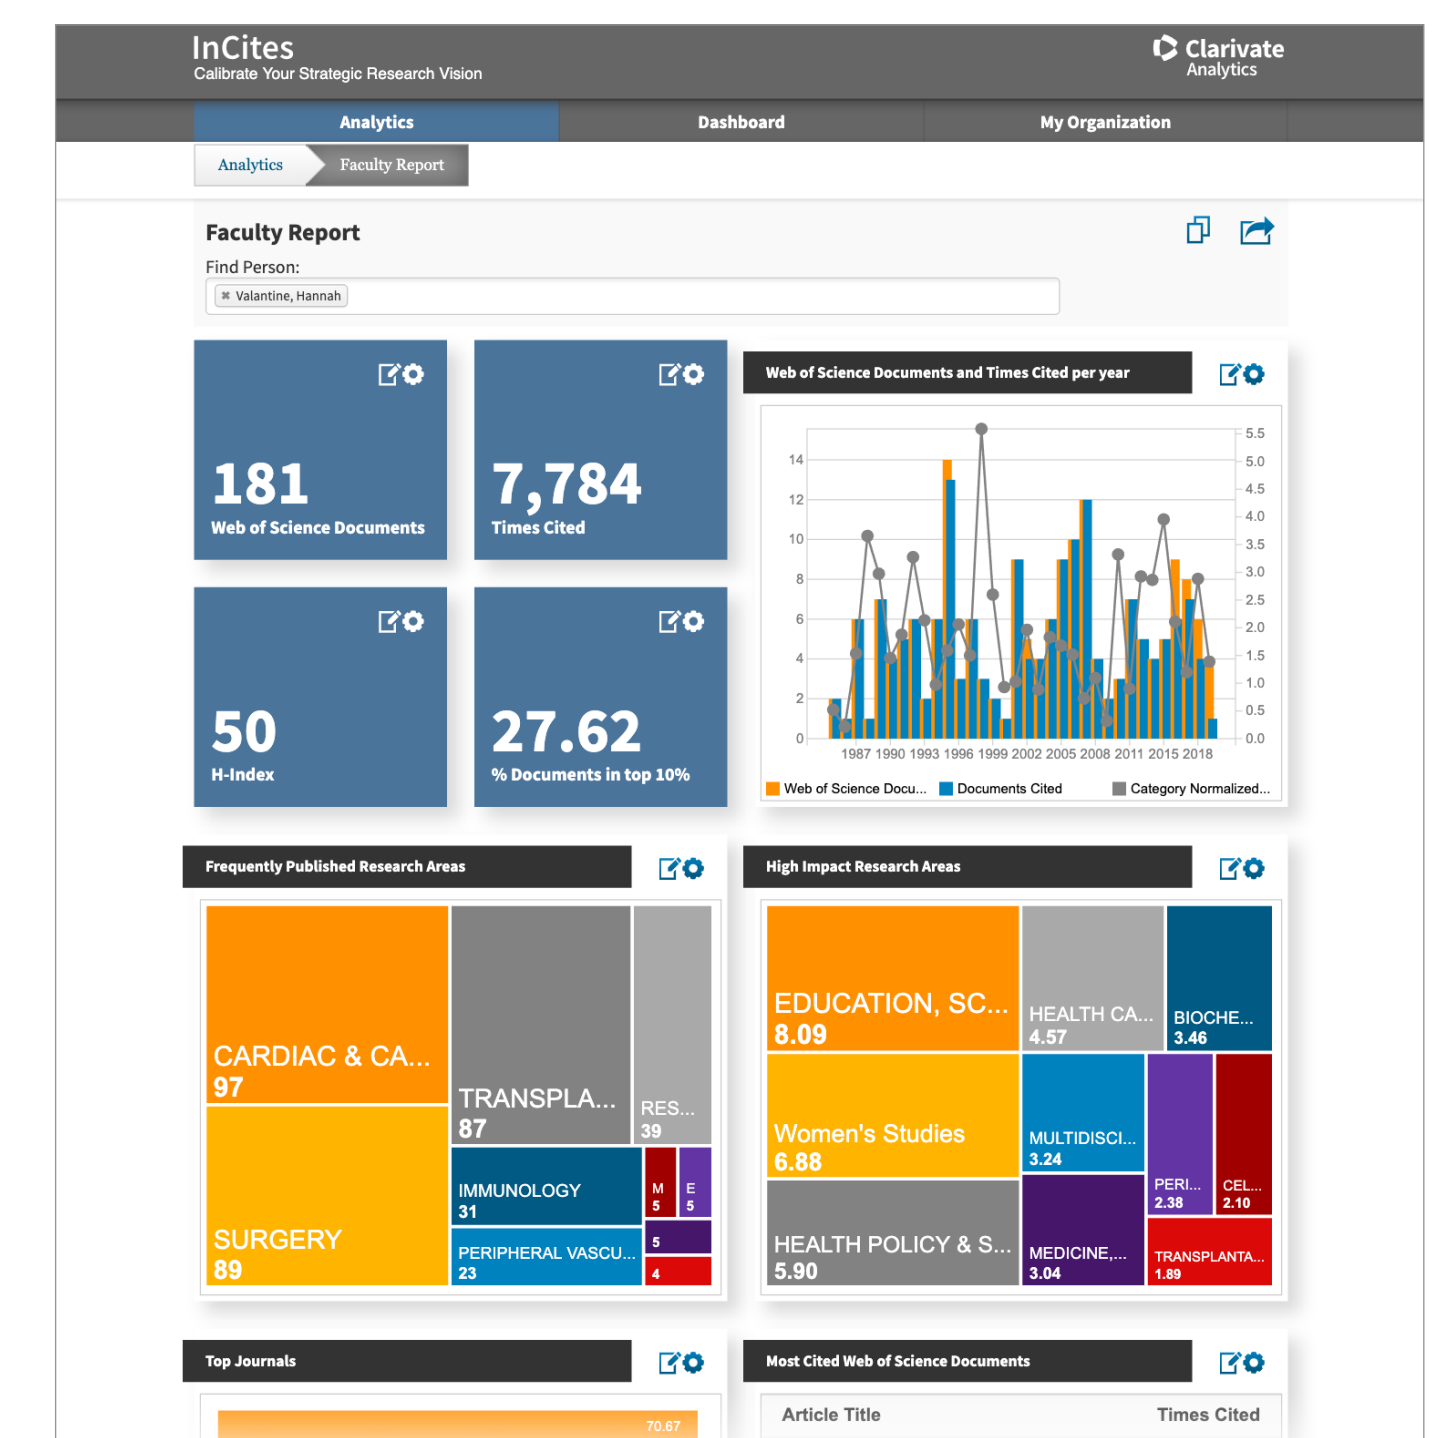 InCites
Calibrate Your Strategic Research Vision
Clarivate
Analytics
Analytics
Dashboard
My Organization
Analytics
Faculty Report
Faculty Report
Find Person:
✖ Valantine, Hannah
181
Web of Science Documents
7,784
Times Cited
50
H-Index
27.62
% Documents in top 10%
Web of Science Documents and Times Cited per year
14
12
10
8
6
4
2
0
5.5
5.0
4.5
4.0
3.5
3.0
2.5
2.0
1.5
1.0
0.5
0.0
1987 1990 1993 1996 1999 2002 2005 2008 2011 2015 2018
Web of Science Docu...
Documents Cited
Category Normalized...
Frequently Published Research Areas
CARDIAC & CA...
97
SURGERY
89
TRANSPLA...
87
RES...
39
IMMUNOLOGY
31
PERIPHERAL VASCU...
23
M
5
E
5
5
4
High Impact Research Areas
EDUCATION, SC...
8.09
Women's Studies
6.88
HEALTH POLICY & S...
5.90
HEALTH CA...
4.57
BIOCHE...
3.46
MULTIDISCI...
3.24
MEDICINE,...
3.04
PERI...
2.38
CEL...
2.10
TRANSPLANTA...
1.89
Top Journals
70.67
Most Cited Web of Science Documents
Article Title
Times Cited